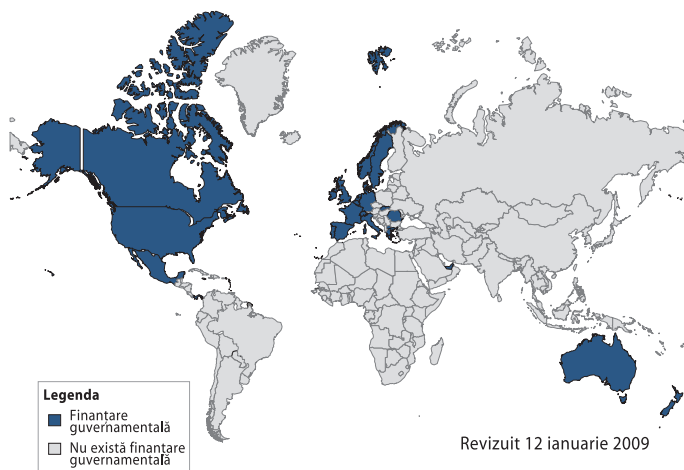 Legenda
Finanțare
guvernamentală
Nu există finanțare
guvernamentală
Revizuit 12 ianuarie 2009